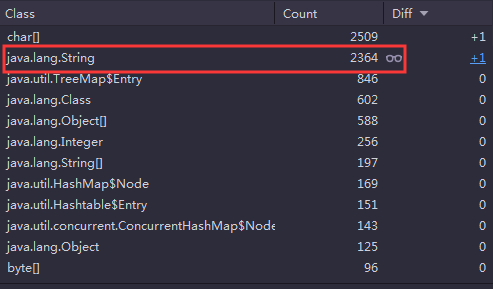 Class Count Diff
char[] 2509 +1
java.lang.String 2364 +1
java.util.TreeMap$Entry 846 0
java.lang.Class 602 0
java.lang.Object[] 588 0
java.lang.Integer 256 0
java.lang.String[] 197 0
java.util.HashMap$Node 169 0
java.util.Hashtable$Entry 151 0
java.util.concurrent.ConcurrentHashMap$Node 143 0
java.lang.Object 125 0
byte[] 96 0